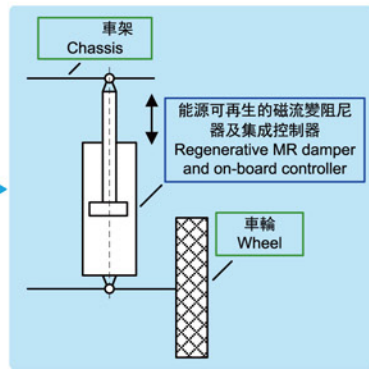 車架
Chassis
能源可再生的磁流變阻尼
器及集成控制器
Regenerative MR damper
and on-board controller
車輪
Wheel